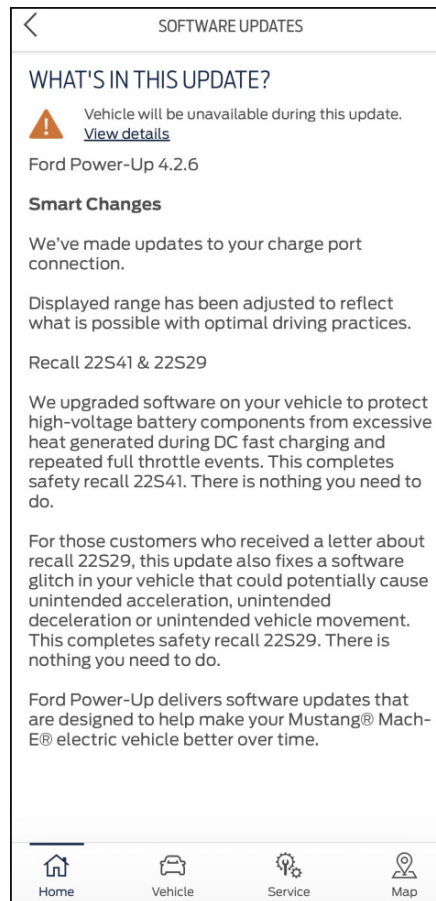 SOFTWARE UPDATES
WHAT'S IN THIS UPDATE?
Vehicle will be unavailable during this update.
View details
Ford Power-Up 4.2.6
Smart Changes
We've made updates to your charge port
connection.
Displayed range has been adjusted to reflect
what is possible with optimal driving practices.
Recall 22S41 & 22S29
We upgraded software on your vehicle to protect
high-voltage battery components from excessive
heat generated during DC fast charging and
repeated full throttle events. This completes
safety recall 22S41. There is nothing you need to
do.
For those customers who received a letter about
recall 22S29, this update also fixes a software
glitch in your vehicle that could potentially cause
unintended acceleration, unintended
deceleration or unintended vehicle movement.
This completes safety recall 22S29. There is
nothing you need to do.
Ford Power-Up delivers software updates that
are designed to help make your Mustang® Mach-
E® electric vehicle better over time.
Home Vehicle Service Map